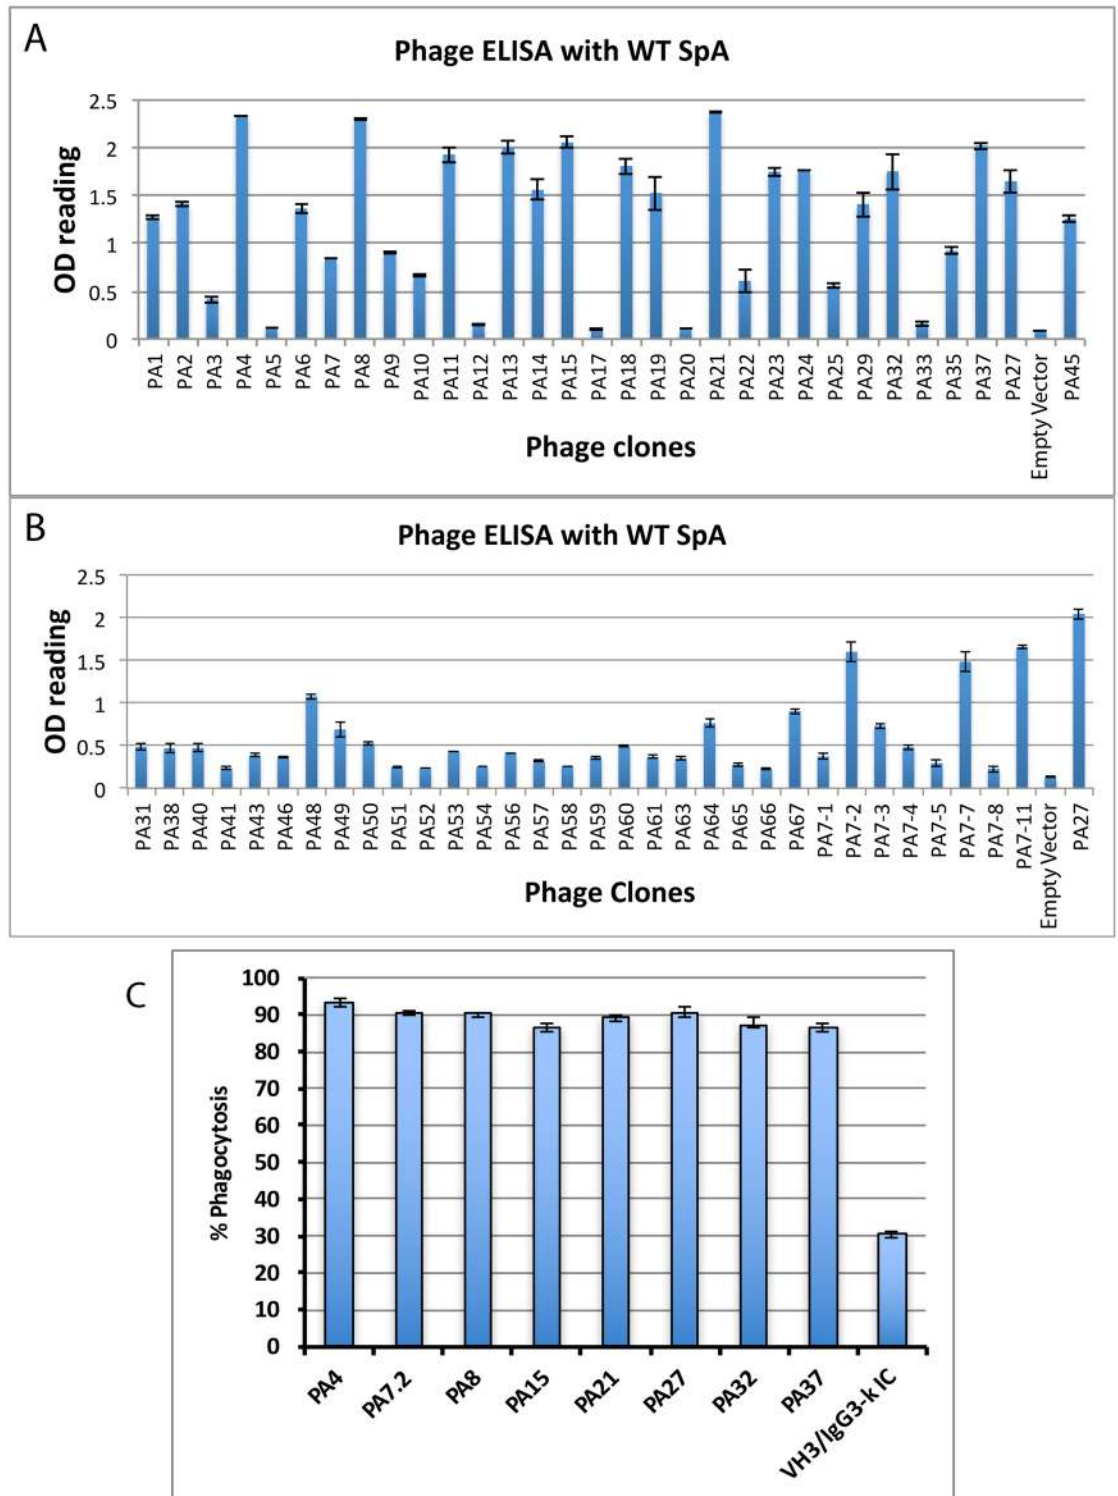 A
Phage ELISA with WT SpA
OD reading
2.5
2
1.5
1
0.5
0
PA1 PA2 PA3 PA4 PA5 PA6 PA7 PA8 PA9 PA10 PA11 PA12 PA13 PA14 PA15 PA17 PA18 PA19 PA20 PA21 PA22 PA23 PA24 PA25 PA29 PA32 PA33 PA35 PA37 PA27 Empty Vector PA45
Phage clones
B
Phage ELISA with WT SpA
OD reading
2.5
2
1.5
1
0.5
0
PA31 PA38 PA40 PA41 PA43 PA46 PA48 PA49 PA50 PA51 PA52 PA53 PA54 PA56 PA57 PA58 PA59 PA60 PA61 PA63 PA64 PA65 PA66 PA67 PA7-1 PA7-2 PA7-3 PA7-4 PA7-5 PA7-7 PA7-8 PA7-11 Empty Vector PA27
Phage Clones
C
% Phagocytosis
100
90
80
70
60
50
40
30
20
10
0
PA4 PA7.2 PA8 PA15 PA21 PA27 PA32 PA37 VH3/IgG3-k IC